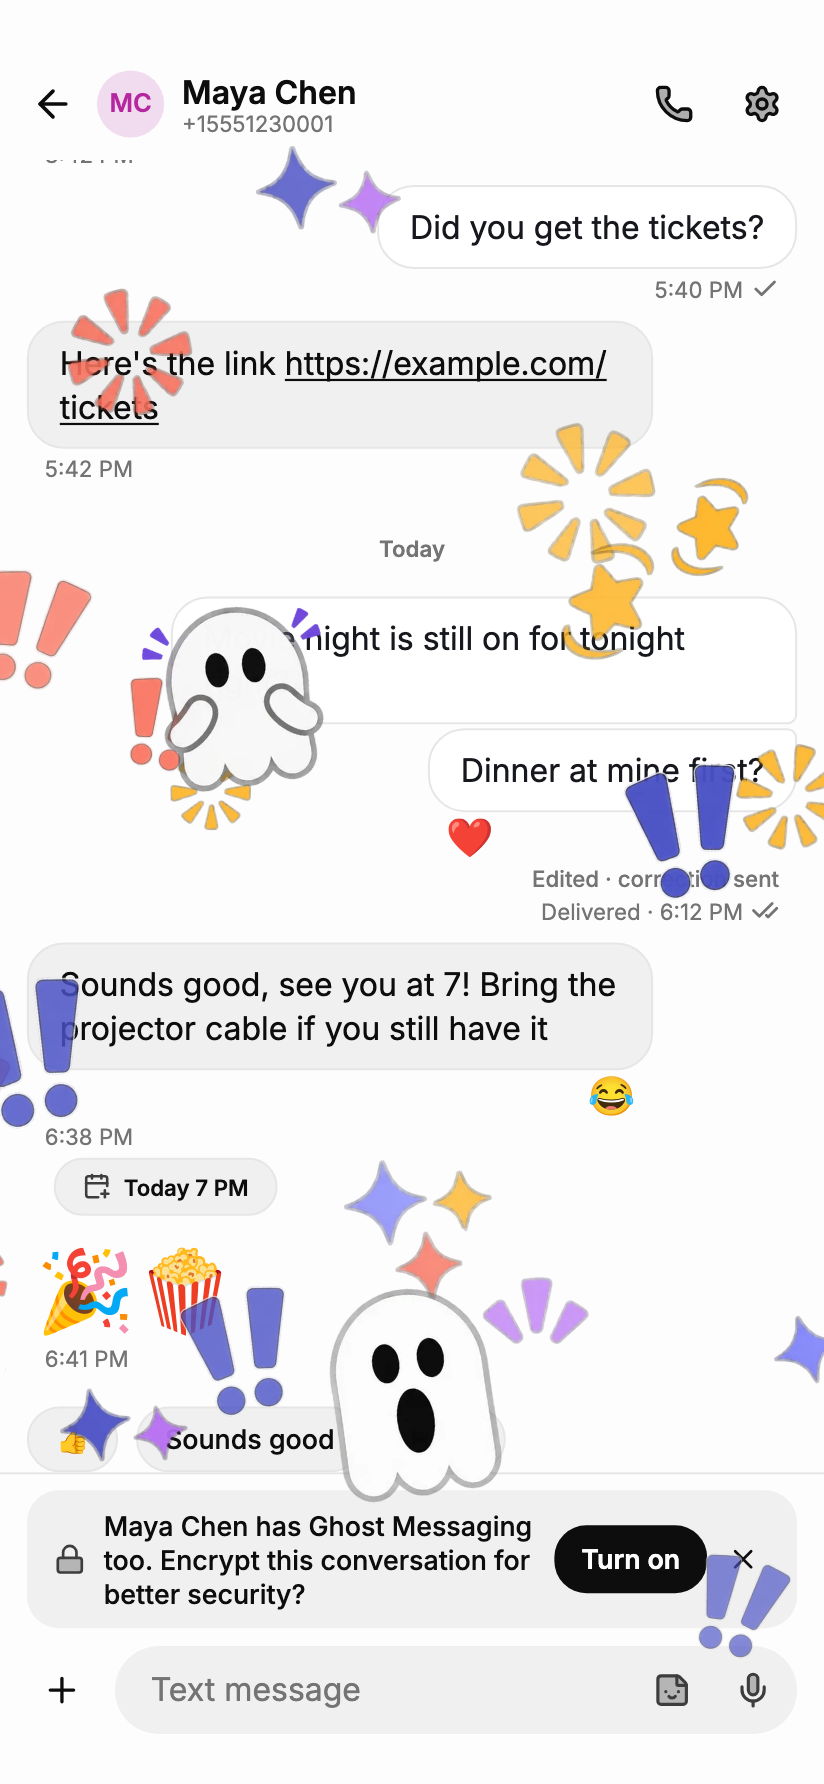 MC
Maya Chen
+15551230001
Did you get the tickets?
5:40 PM
Here's the link https://example.com/
tickets
5:42 PM
Today
night is still on for tonight
Dinner at mine first?
Edited · correction sent
Delivered · 6:12 PM
Sounds good, see you at 7! Bring the
projector cable if you still have it
6:38 PM
Today 7 PM
6:41 PM
Sounds good
Maya Chen has Ghost Messaging
too. Encrypt this conversation for
better security?
Turn on
Text message